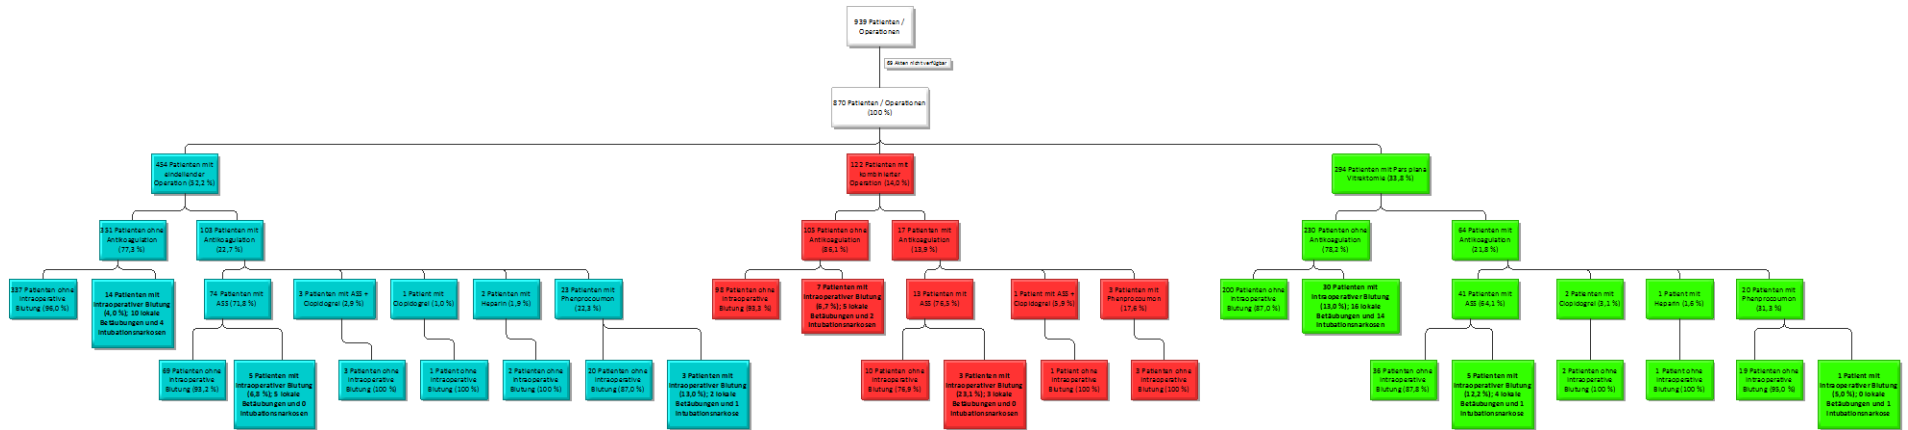 939 Patienten /
Operationen
69 Akten nicht verfügbar
870 Patienten / Operationen
(100 %)
454 Patienten mit
eindellender
Operation (52,2 %)
122 Patienten mit
kombinierter
Operation (14,0 %)
294 Patienten mit Pars plana
Vitrektomie (33,8 %)
351 Patienten ohne
Antikoagulation
(77,3 %)
103 Patienten mit
Antikoagulation
(22,7 %)
105 Patienten ohne
Antikoagulation
(86,1 %)
17 Patienten mit
Antikoagulation
(13,9 %)
230 Patienten ohne
Antikoagulation
(78,2 %)
64 Patienten mit
Antikoagulation
(21,8 %)
337 Patienten ohne
Intraoperative
Blutung (96,0 %)
14 Patienten mit
Intraoperativer Blutung
(4,0 %); 10 lokale
Betäubungen und 4
Intubationsnarkosen
74 Patienten mit
ASS (71,8 %)
3 Patienten mit ASS +
Clopidogrel (2,9 %)
1 Patient mit
Clopidogrel (1,0 %)
2 Patienten mit
Heparin (1,9 %)
23 Patienten mit
Phenprocoumon
(22,3 %)
98 Patienten ohne
Intraoperative
Blutung (93,3 %)
7 Patienten mit
Intraoperativer Blutung
(6,7 %); 5 lokale
Betäubungen und 2
Intubationsnarkosen
13 Patienten mit
ASS (76,5 %)
1 Patient mit ASS +
Clopidogrel (5,9 %)
3 Patienten mit
Phenprocoumon
(17,6 %)
200 Patienten ohne
Intraoperative
Blutung (87,0 %)
30 Patienten mit
Intraoperativer Blutung
(13,0 %); 16 lokale
Betäubungen und 14
Intubationsnarkosen
41 Patienten mit
ASS (64,1 %)
2 Patienten mit
Clopidogrel (3,1 %)
1 Patient mit
Heparin (1,6 %)
20 Patienten mit
Phenprocoumon
(31,3 %)
69 Patienten ohne
Intraoperative
Blutung (93,2 %)
5 Patienten mit
Intraoperativer Blutung
(6,8 %); 5 lokale
Betäubungen und 0
Intubationsnarkosen
3 Patienten ohne
Intraoperative
Blutung (100 %)
1 Patient ohne
Intraoperative
Blutung (100 %)
2 Patienten ohne
Intraoperative
Blutung (100 %)
20 Patienten ohne
Intraoperative
Blutung (87,0 %)
3 Patienten mit
Intraoperativer Blutung
(13,0 %); 2 lokale
Betäubungen und 1
Intubationsnarkose
10 Patienten ohne
Intraoperative
Blutung (76,9 %)
3 Patienten mit
Intraoperativer Blutung
(23,1 %); 3 lokale
Betäubungen und 0
Intubationsnarkosen
1 Patient ohne
Intraoperative
Blutung (100 %)
3 Patienten ohne
Intraoperative
Blutung (100 %)
36 Patienten ohne
Intraoperative
Blutung (87,8 %)
5 Patienten mit
Intraoperativer Blutung
(12,2 %); 4 lokale
Betäubungen und 1
Intubationsnarkose
2 Patienten ohne
Intraoperative
Blutung (100 %)
1 Patient ohne
Intraoperative
Blutung (100 %)
19 Patienten ohne
Intraoperative
Blutung (95,0 %)
1 Patient mit
Intraoperativer Blutung
(5,0 %); 0 lokale
Betäubungen und 1
Intubationsnarkose